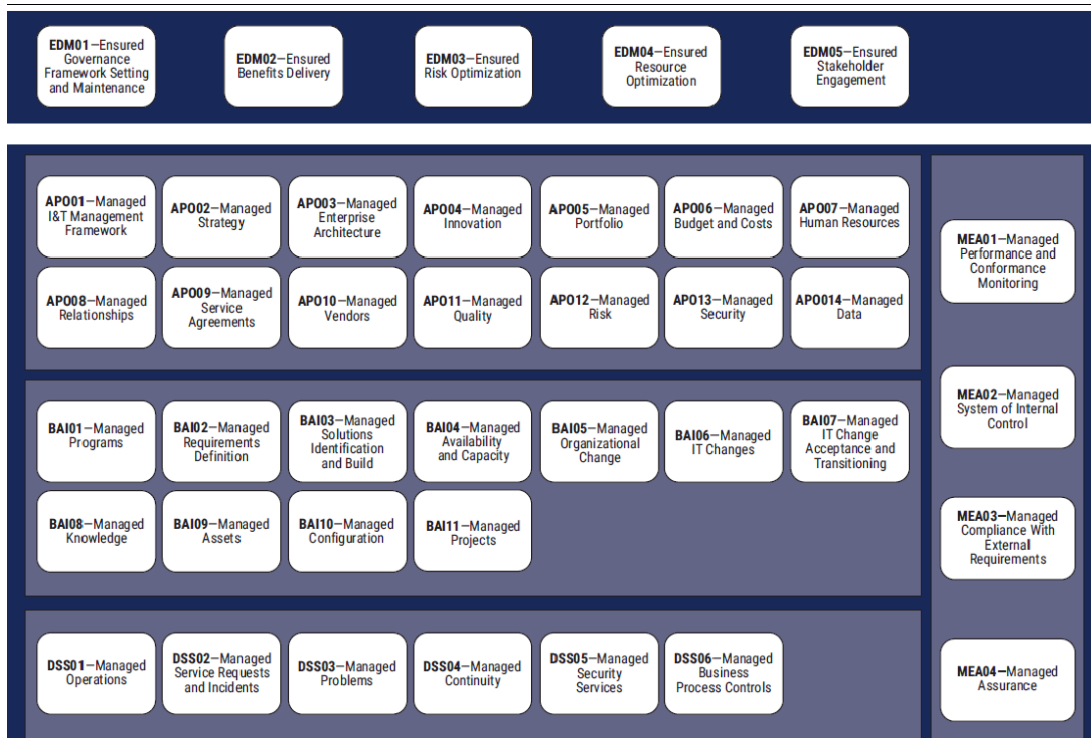 EDM01—Ensured
Governance
Framework Setting
and Maintenance
EDM02—Ensured
Benefits Delivery
EDM03—Ensured
Risk Optimization
EDM04—Ensured
Resource
Optimization
EDM05—Ensured
Stakeholder
Engagement
APO01—Managed
I&T Management
Framework
APO02—Managed
Strategy
APO03—Managed
Enterprise
Architecture
APO04—Managed
Innovation
APO05—Managed
Portfolio
APO06—Managed
Budget and Costs
APO07—Managed
Human Resources
APO08—Managed
Relationships
APO09—Managed
Service
Agreements
APO10—Managed
Vendors
APO11—Managed
Quality
APO12—Managed
Risk
APO13—Managed
Security
APO014—Managed
Data
BAI01—Managed
Programs
BAI02—Managed
Requirements
Definition
BAI03—Managed
Solutions
Identification
and Build
BAI04—Managed
Availability
and Capacity
BAI05—Managed
Organizational
Change
BAI06—Managed
IT Changes
BAI07—Managed
IT Change
Acceptance and
Transitioning
BAI08—Managed
Knowledge
BAI09—Managed
Assets
BAI10—Managed
Configuration
BAI11—Managed
Projects
DSS01—Managed
Operations
DSS02—Managed
Service Requests
and Incidents
DSS03—Managed
Problems
DSS04—Managed
Continuity
DSS05—Managed
Security
Services
DSS06—Managed
Business
Process Controls
MEA01—Managed
Performance and
Conformance
Monitoring
MEA02—Managed
System of Internal
Control
MEA03—Managed
Compliance With
External
Requirements
MEA04—Managed
Assurance